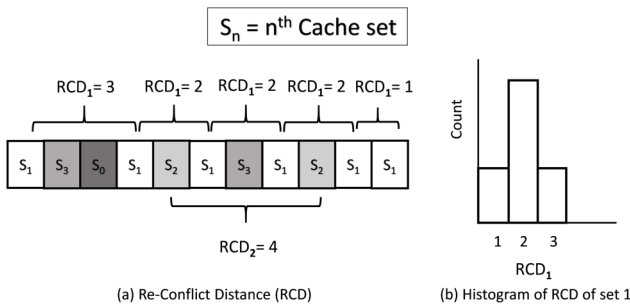 Sₙ = nᵗʰ Cache set
RCD₁= 3 RCD₁= 2 RCD₁= 2 RCD₁= 2 RCD₁= 1
S₁ S₃ S₀ S₁ S₂ S₁ S₃ S₁ S₂ S₁ S₁
RCD₂= 4
(a) Re-Conflict Distance (RCD)
Count
1 2 3
RCD₁
(b) Histogram of RCD of set 1